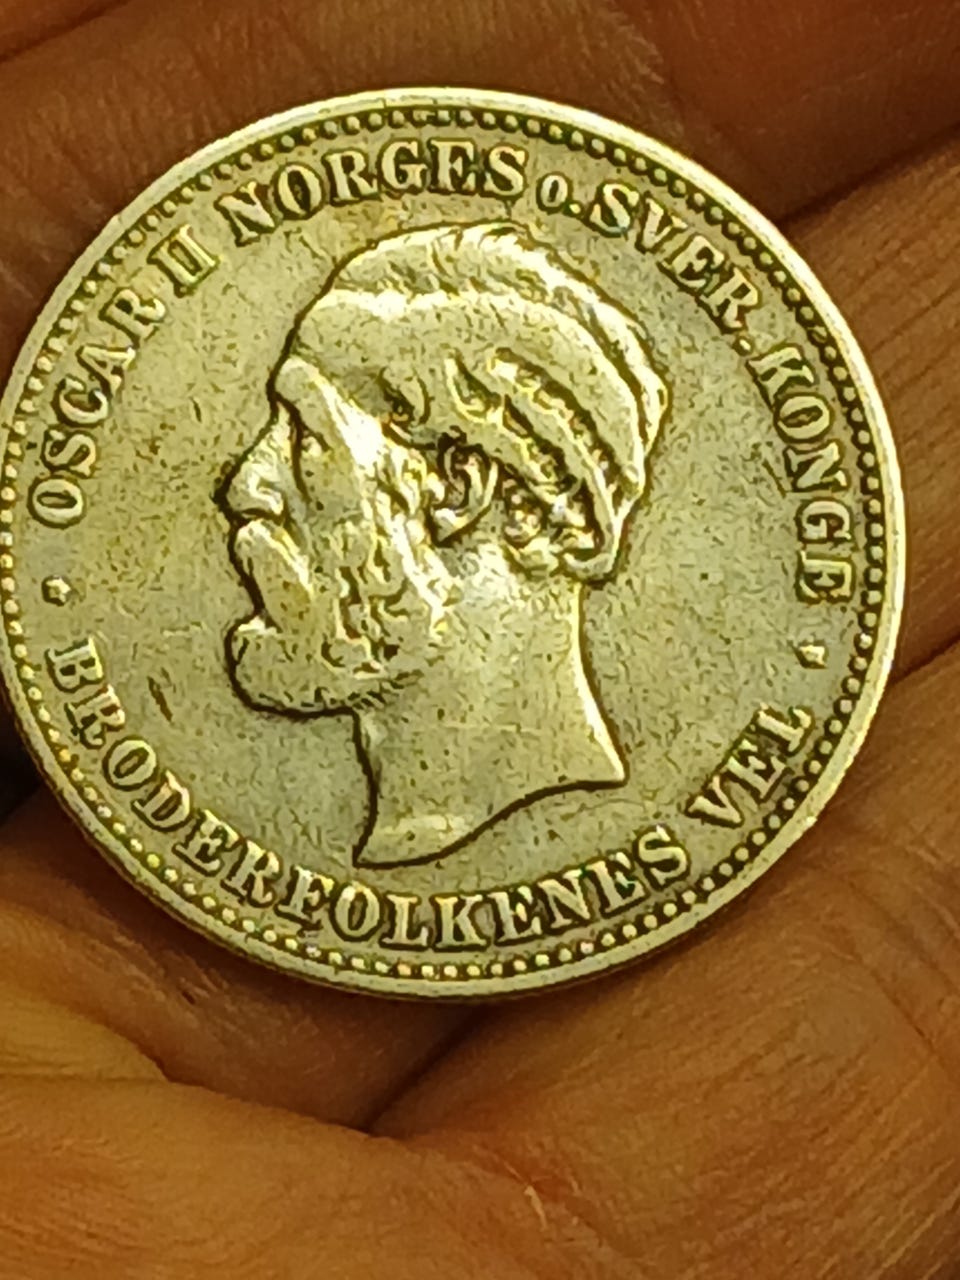 OSCAR II NORGES O. SVER. KONGE
BRODERFOLKENES VEL